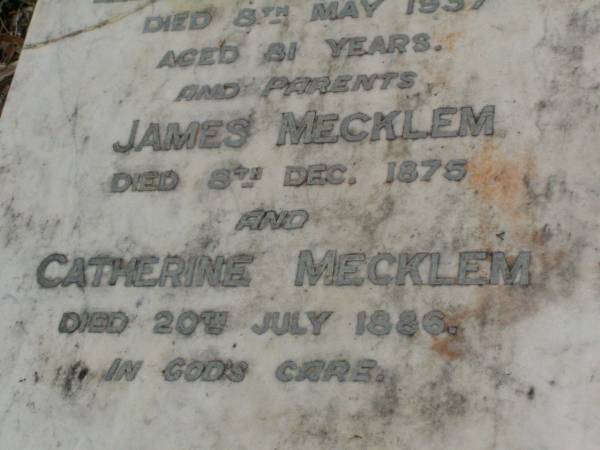 DIED 8TH MAY 1937
AGED 81 YEARS.
AND PARENTS
JAMES MECKLEM
DIED 8TH DEC. 1875
AND
CATHERINE MECKLEM
DIED 20TH JULY 1886.
IN GOD'S CARE.